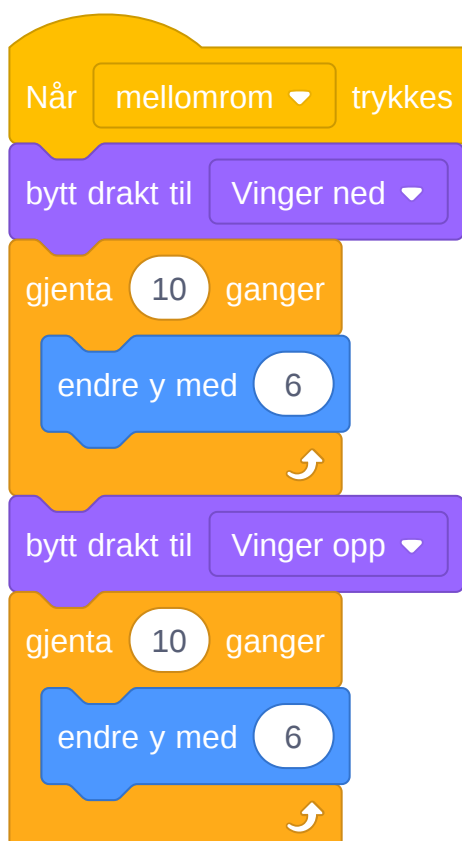 Når mellomrom trykkes
bytt drakt til Vinger ned
gjenta 10 ganger
endre y med 6
bytt drakt til Vinger opp
gjenta 10 ganger
endre y med 6